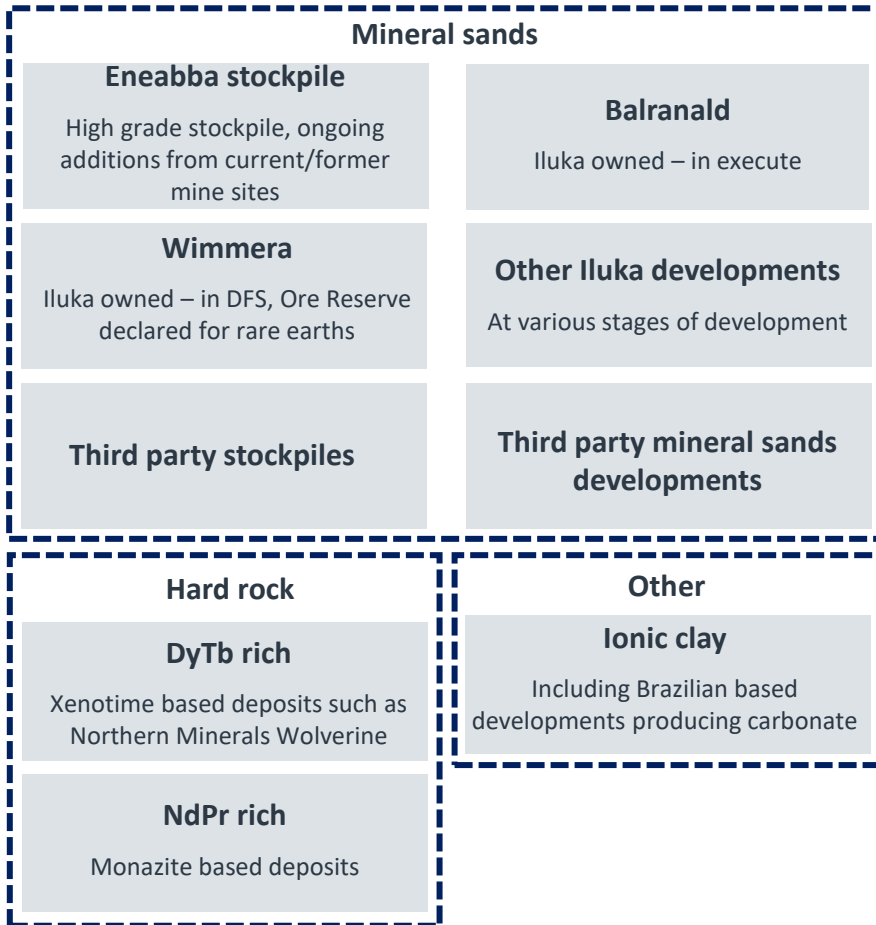 Mineral sands
Eneabba stockpile
High grade stockpile, ongoing
additions from current/former
mine sites
Balranald
Iluka owned – in execute
Wimmera
Iluka owned – in DFS, Ore Reserve
declared for rare earths
Other Iluka developments
At various stages of development
Third party stockpiles
Third party mineral sands
developments
Hard rock
DyTb rich
Xenotime based deposits such as
Northern Minerals Wolverine
NdPr rich
Monazite based deposits
Other
Ionic clay
Including Brazilian based
developments producing carbonate